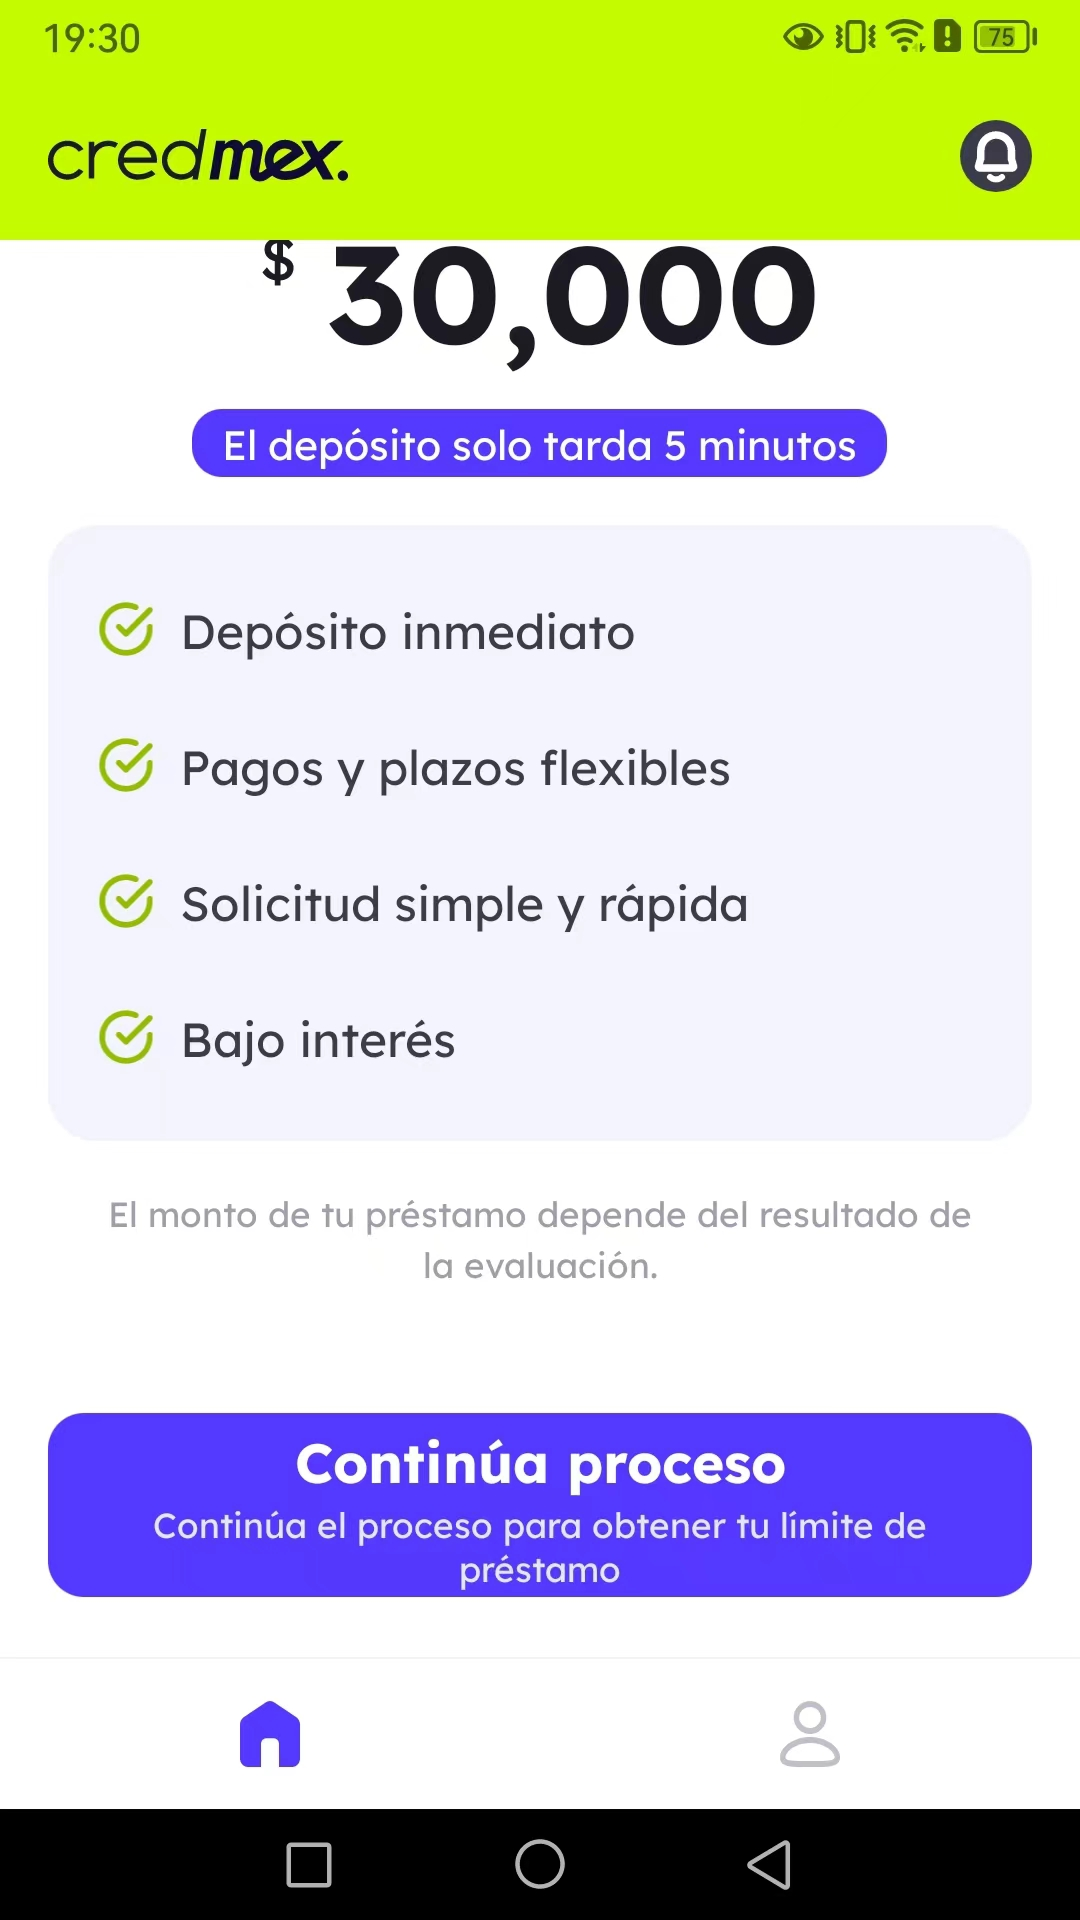 19:30
75
credmex.
$ 30,000
El depósito solo tarda 5 minutos
Depósito inmediato
Pagos y plazos flexibles
Solicitud simple y rápida
Bajo interés
El monto de tu préstamo depende del resultado de
la evaluación.
Continúa proceso
Continúa el proceso para obtener tu límite de
préstamo